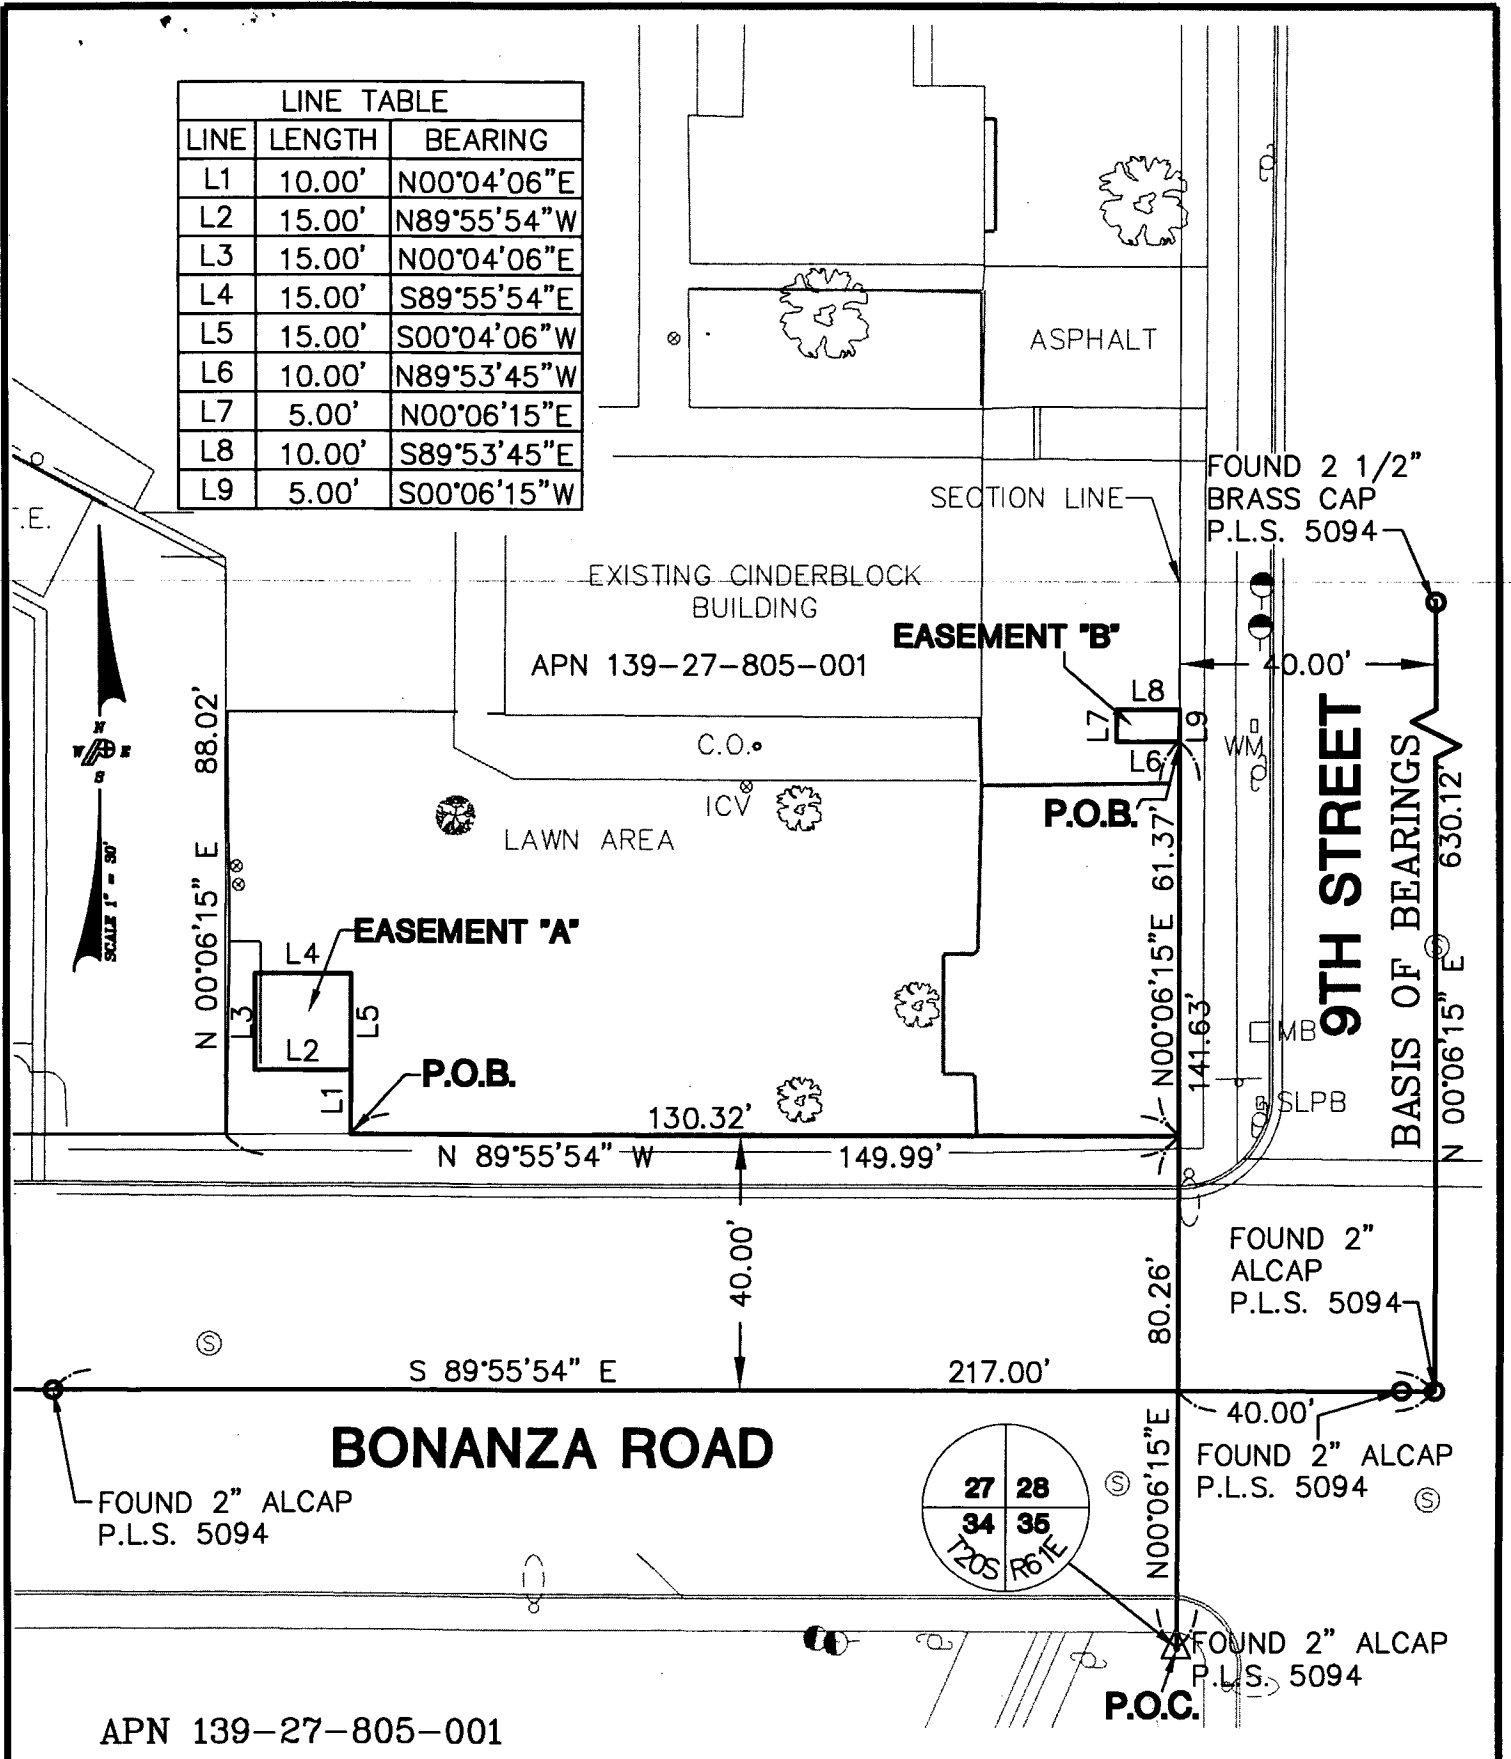 LINE TABLE
LINE LENGTH BEARING
L1 10.00' N00°04'06"E
L2 15.00' N89°55'54"W
L3 15.00' N00°04'06"E
L4 15.00' S89°55'54"E
L5 15.00' S00°04'06"W
L6 10.00' N89°53'45"W
L7 5.00' N00°06'15"E
L8 10.00' S89°53'45"E
L9 5.00' S00°06'15"W
ASPHALT
FOUND 2 1/2"
BRASS CAP
P.L.S. 5094
SECTION LINE
.E.
EXISTING CINDERBLOCK
BUILDING
EASEMENT "B"
APN 139-27-805-001
40.00'
L8
L7
L9
L6
WM
N
W E
S
SCALE 1" = 30'
N 00°06'15" E 88.02'
C.O.
ICV
LAWN AREA
P.O.B.
N00°06'15"E 61.37'
141.63'
9TH STREET
BASIS OF BEARINGS
N 00°06'15" E 630.12'
EASEMENT "A"
L4
L3
L5
L2
L1
P.O.B.
S
MB
SLPB
130.32'
N 89°55'54" W 149.99'
40.00'
80.26'
FOUND 2"
ALCAP
P.L.S. 5094
S
S 89°55'54" E 217.00'
40.00'
BONANZA ROAD
FOUND 2" ALCAP
P.L.S. 5094
FOUND 2" ALCAP
P.L.S. 5094
N00°06'15"E
S
S
27 28
34 35
T20S R61E
FOUND 2" ALCAP
P.L.S. 5094
P.O.C.
APN 139-27-805-001